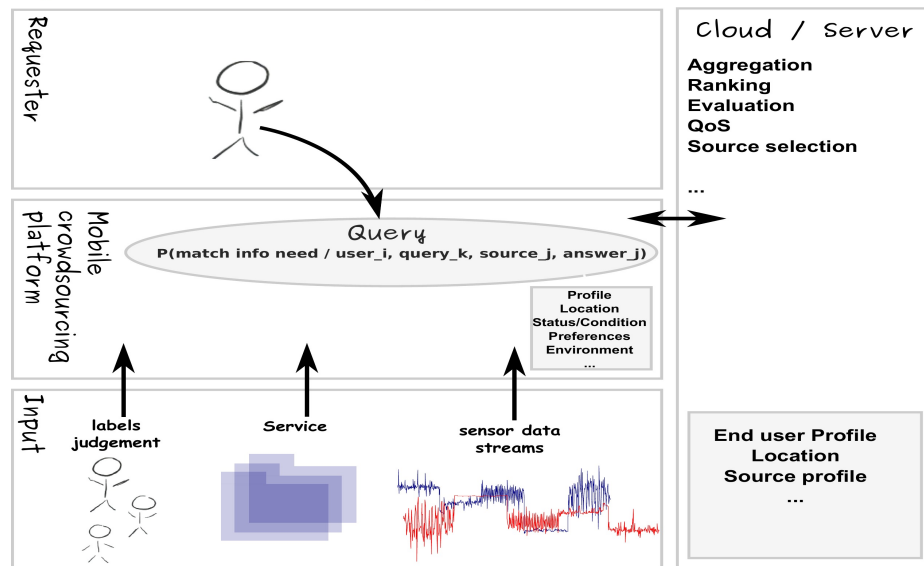 Requester
Mobile
crowdsourcing
platform
Query
P(match info need / user_i, query_k, source_j, answer_j)
Profile
Location
Status/Condition
Preferences
Environment
...
Input
labels
judgement
Service
sensor data
streams
Cloud / Server
Aggregation
Ranking
Evaluation
QoS
Source selection
...
End user Profile
Location
Source profile
...